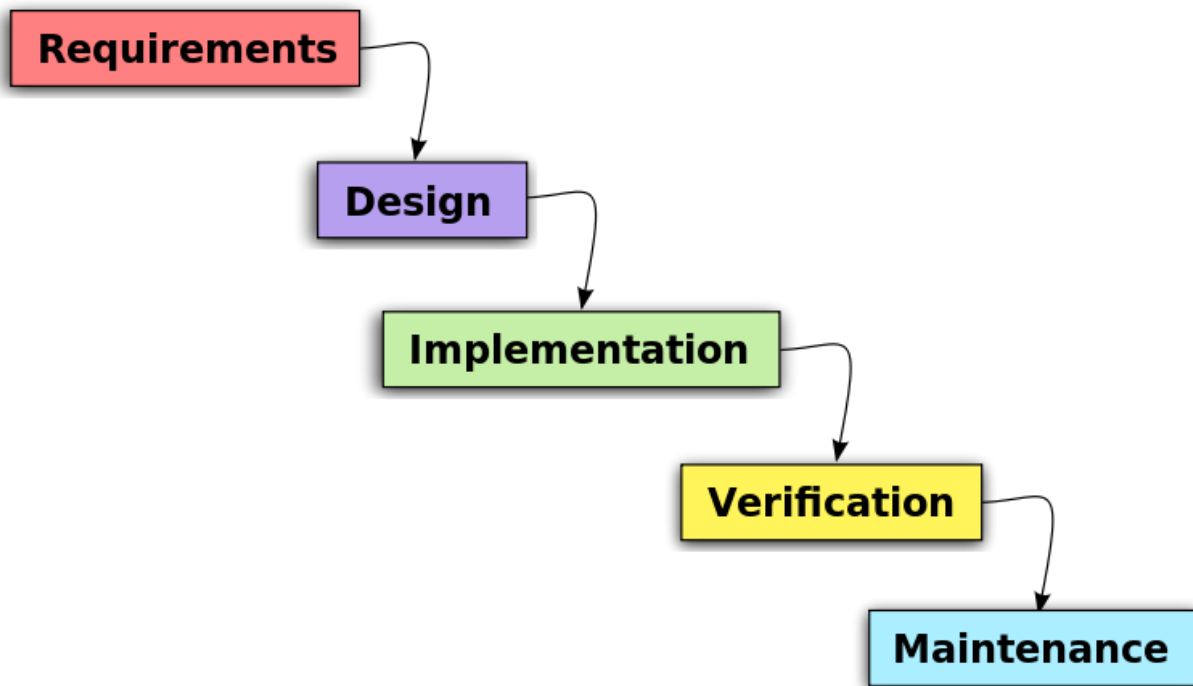 Requirements
Design
Implementation
Verification
Maintenance